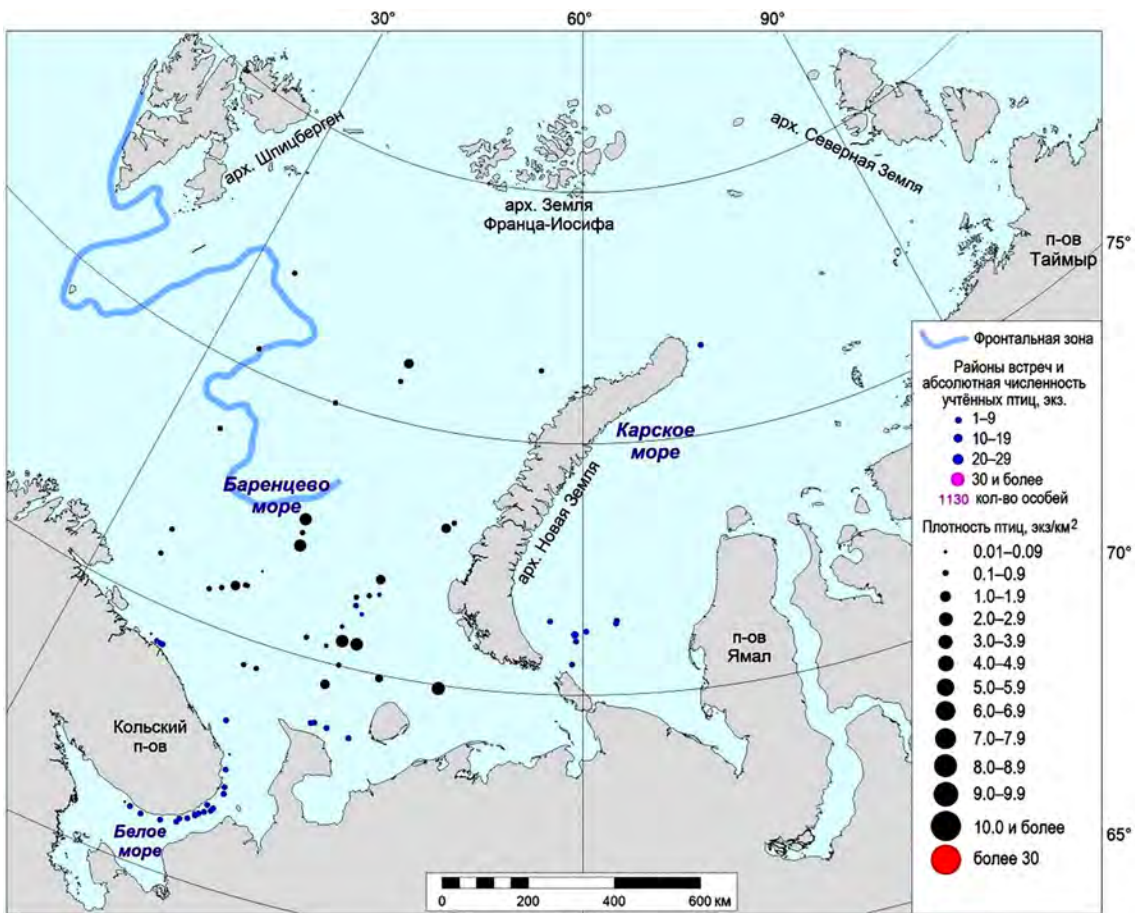 30°
60°
90°
арх. Шпицберген
арх. Северная Земля
арх. Земля
Франца-Иосифа
п-ов
Таймыр
75°
Карское
море
Баренцево
море
арх. Новая Земля
70°
п-ов
Ямал
Кольский
п-ов
Белое
море
65°
Фронтальная зона
Районы встреч и
абсолютная численность
учтённых птиц, экз.
1–9
10–19
20–29
30 и более
1130 кол-во особей
Плотность птиц, экз/км²
0.01–0.09
0.1–0.9
1.0–1.9
2.0–2.9
3.0–3.9
4.0–4.9
5.0–5.9
6.0–6.9
7.0–7.9
8.0–8.9
9.0–9.9
10.0 и более
более 30
0 200 400 600 км